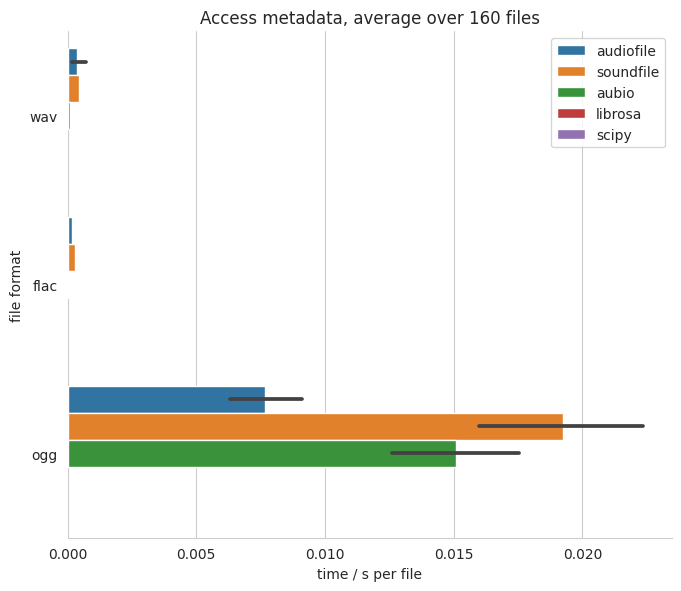 Access metadata, average over 160 files
audiofile
soundfile
aubio
librosa
scipy
wav
flac
ogg
file format
0.000 0.005 0.010 0.015 0.020
time / s per file